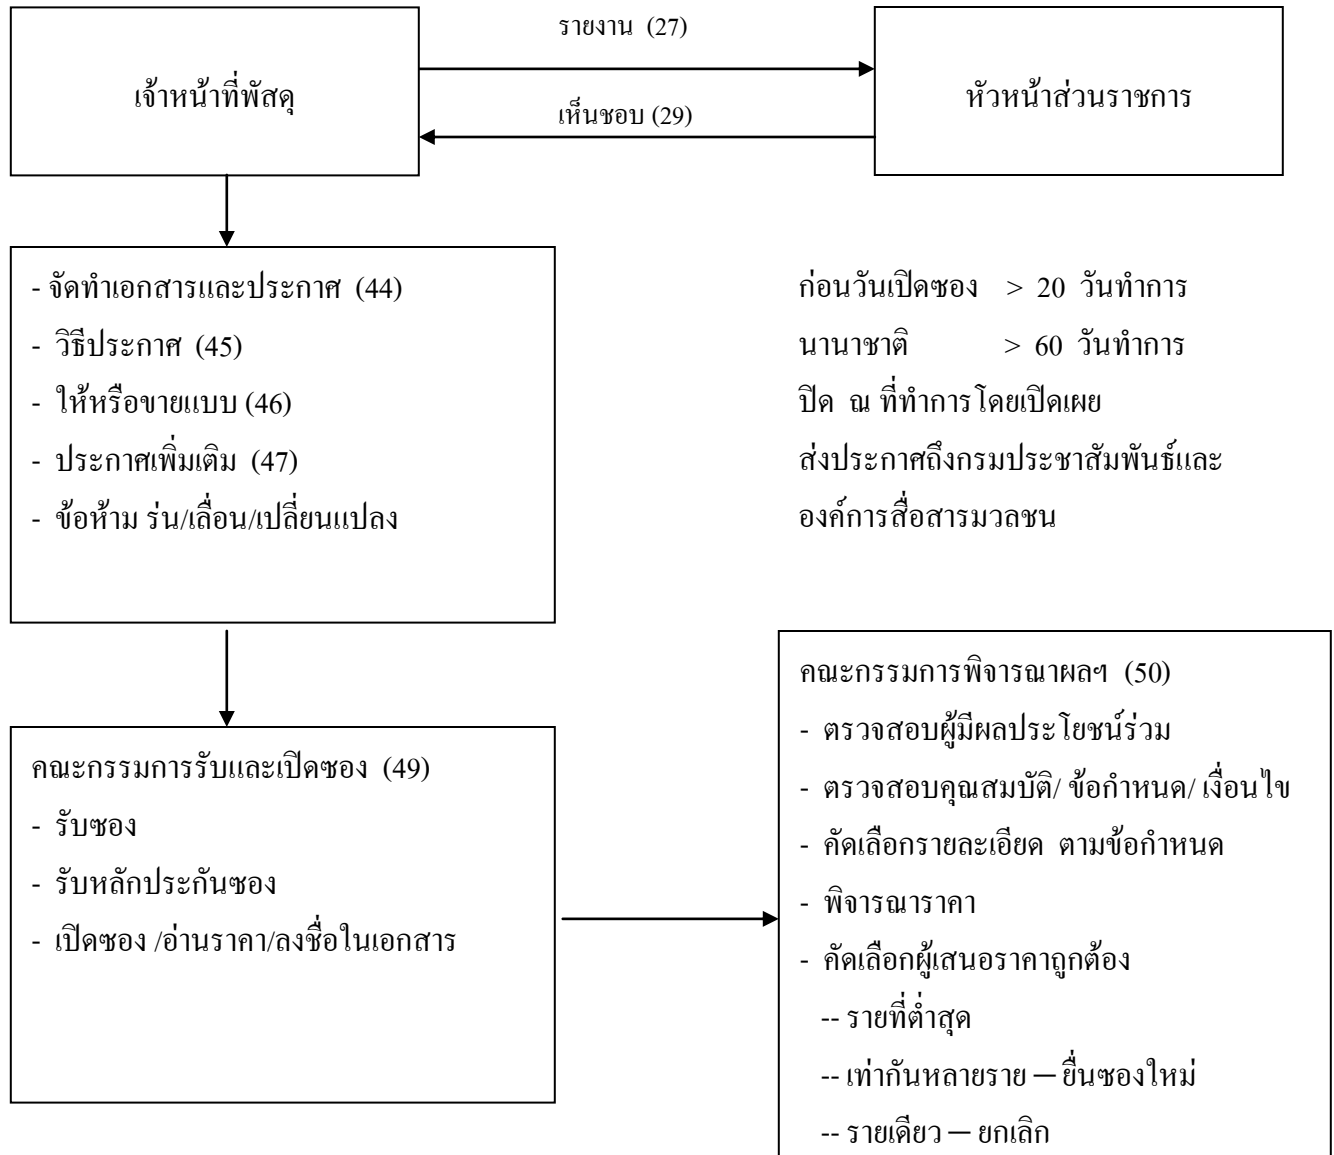 รายงาน (27)
เจ้าหน้าที่พัสดุ
หัวหน้าส่วนราชการ
เห็นชอบ (29)
- จัดทำเอกสารและประกาศ (44)
- วิธีประกาศ (45)
- ให้หรือขายแบบ (46)
- ประกาศเพิ่มเติม (47)
- ข้อห้าม ร่น/เลื่อน/เปลี่ยนแปลง
ก่อนวันเปิดซอง > 20 วันทำการ
นานาชาติ > 60 วันทำการ
ปิด ณ ที่ทำการโดยเปิดเผย
ส่งประกาศถึงกรมประชาสัมพันธ์และ
องค์การสื่อสารมวลชน
คณะกรรมการรับและเปิดซอง (49)
- รับซอง
- รับหลักประกันซอง
- เปิดซอง /อ่านราคา/ลงชื่อในเอกสาร
คณะกรรมการพิจารณาผลฯ (50)
- ตรวจสอบผู้มีผลประโยชน์ร่วม
- ตรวจสอบคุณสมบัติ/ ข้อกำหนด/ เงื่อนไข
- คัดเลือกรายละเอียด ตามข้อกำหนด
- พิจารณาราคา
- คัดเลือกผู้เสนอราคาถูกต้อง
-- รายที่ต่ำสุด
-- เท่ากันหลายราย – ยื่นซองใหม่
-- รายเดียว – ยกเลิก